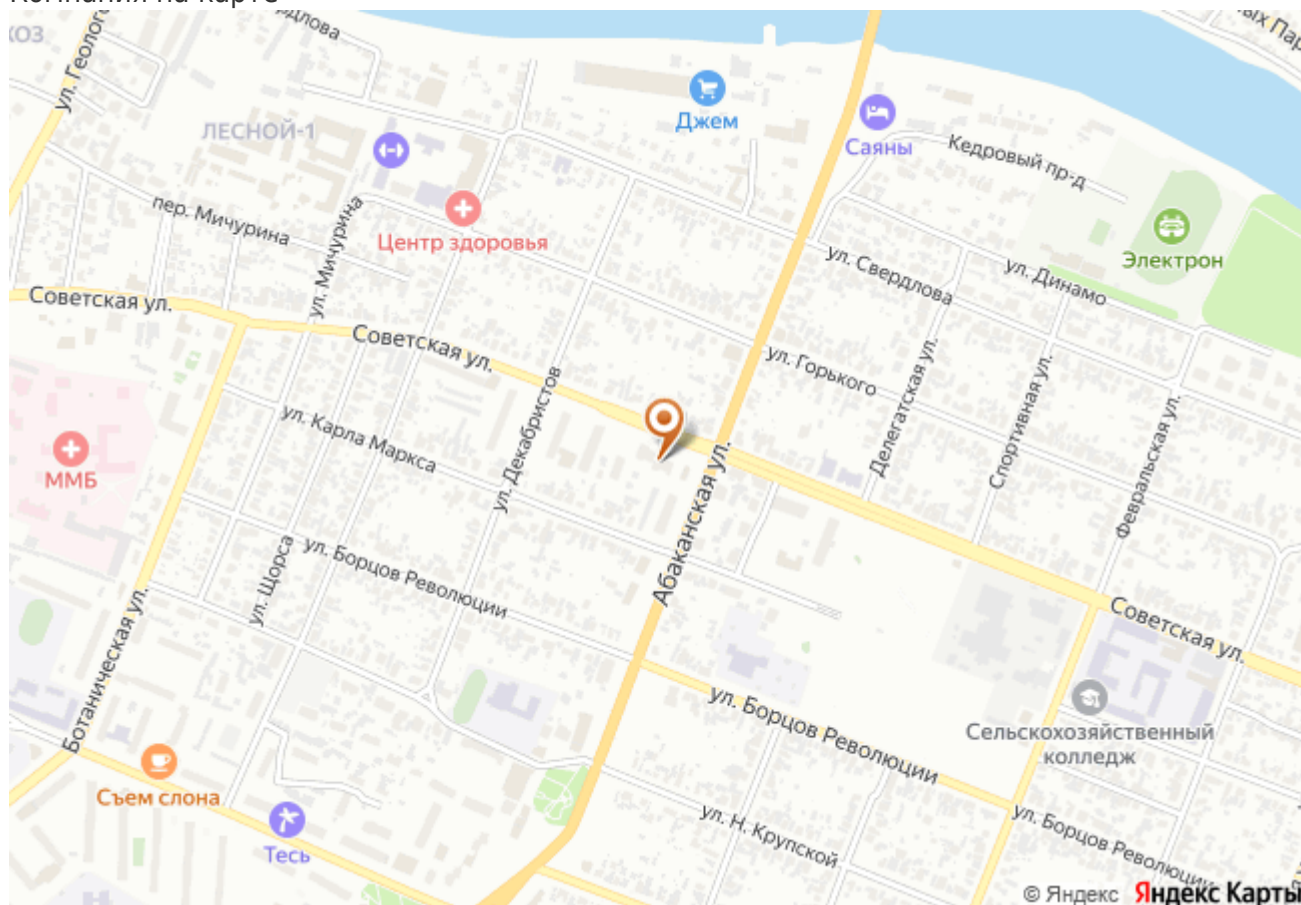 Компания на карте
ул. Геолог
рдлова
ых Пар
ЛЕСНОЙ-1
Джем
Саяны
Кедровый пр-д
пер. Мичурина
ул. Мичурина
Центр здоровья
ул. Свердлова
ул. Динамо
Электрон
Советская ул.
Советская ул.
ул. Горького
ул. Декабристов
Делегатская ул.
Спортивная ул.
Февральская ул.
ул. Карла Маркса
ММБ
Абаканская ул.
ул. Щорса
ул. Борцов Революции
Советская ул.
Ботаническая ул.
ул. Борцов Революции
Сельскохозяйственный
колледж
Съем слона
Тесь
ул. Н. Крупской
ул. Борцов Революции
© Яндекс Яндекс Карты